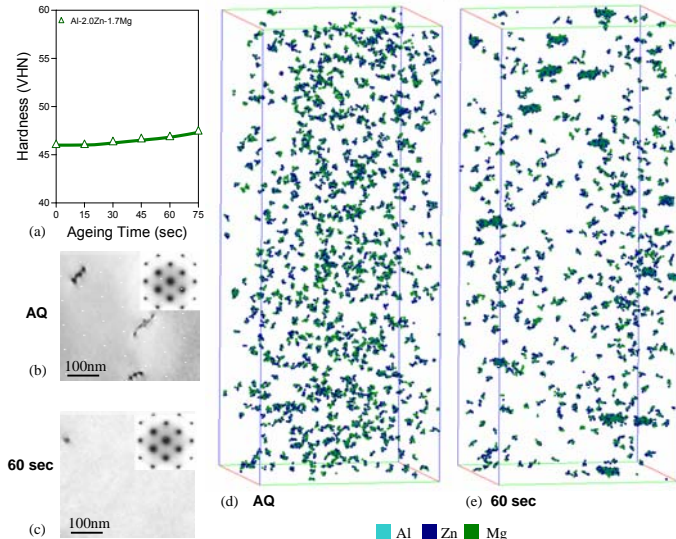 60
55
50
45
40
Hardness (VHN)
Al-2.0Zn-1.7Mg
0 15 30 45 60 75
(a) Ageing Time (sec)
AQ
100nm
(b)
60 sec
100nm
(c)
(d) AQ
(e) 60 sec
Al Zn Mg